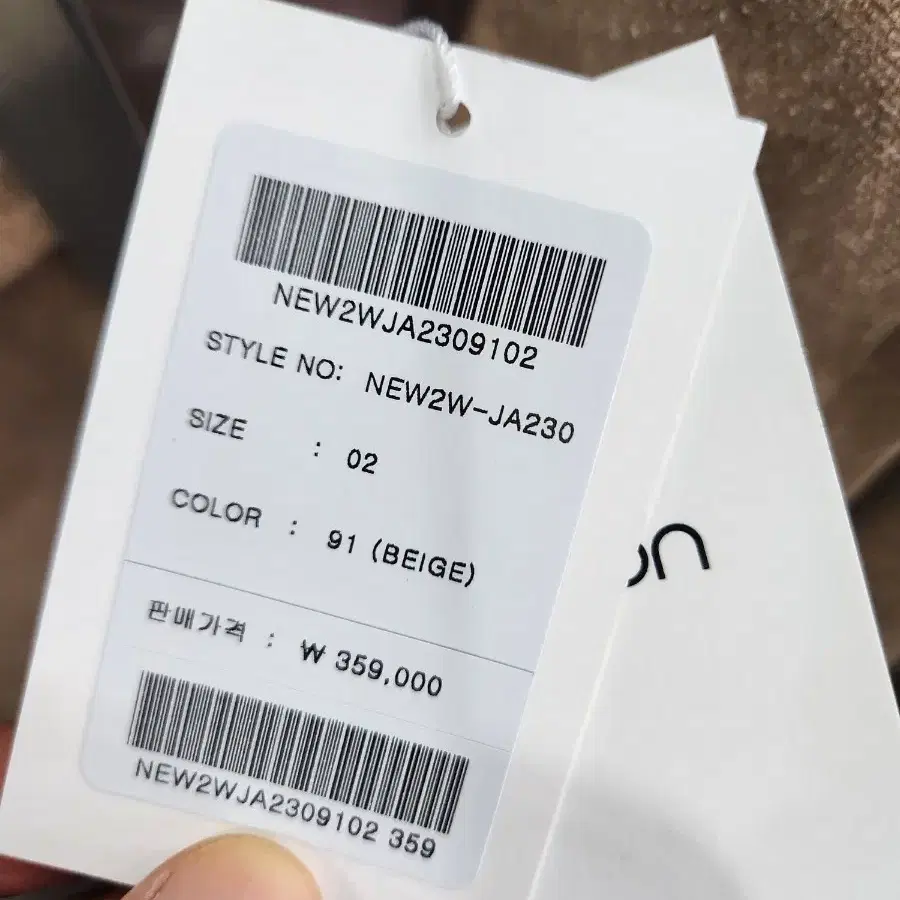 NEW2WJA2309102
STYLE NO: NEW2W-JA230
SIZE : 02
COLOR : 91 (BEIGE)
판매가격 : ₩ 359,000
NEW2WJA2309102 359